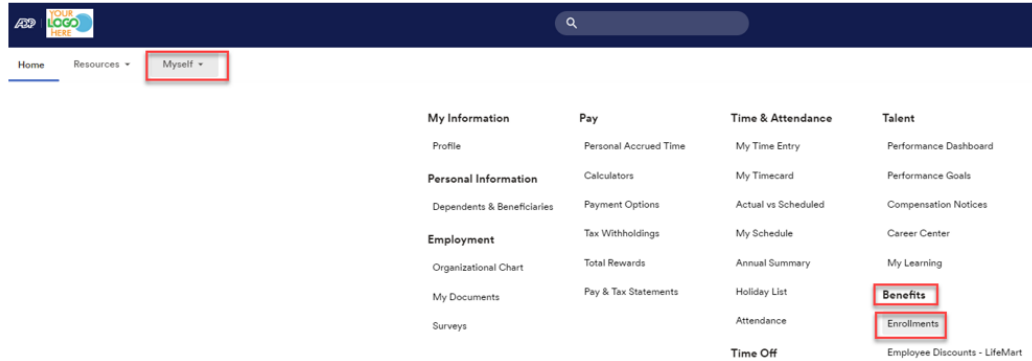 ADP
YOUR
LOGO
HERE
Home Resources Myself
My Information Pay Time & Attendance Talent
Profile Personal Accrued Time My Time Entry Performance Dashboard
Personal Information Calculators My Timecard Performance Goals
Dependents & Beneficiaries Payment Options Actual vs Scheduled Compensation Notices
Employment Tax Withholdings My Schedule Career Center
Organizational Chart Total Rewards Annual Summary My Learning
My Documents Pay & Tax Statements Holiday List Benefits
Surveys Attendance Enrollments
Time Off Employee Discounts - LifeMart